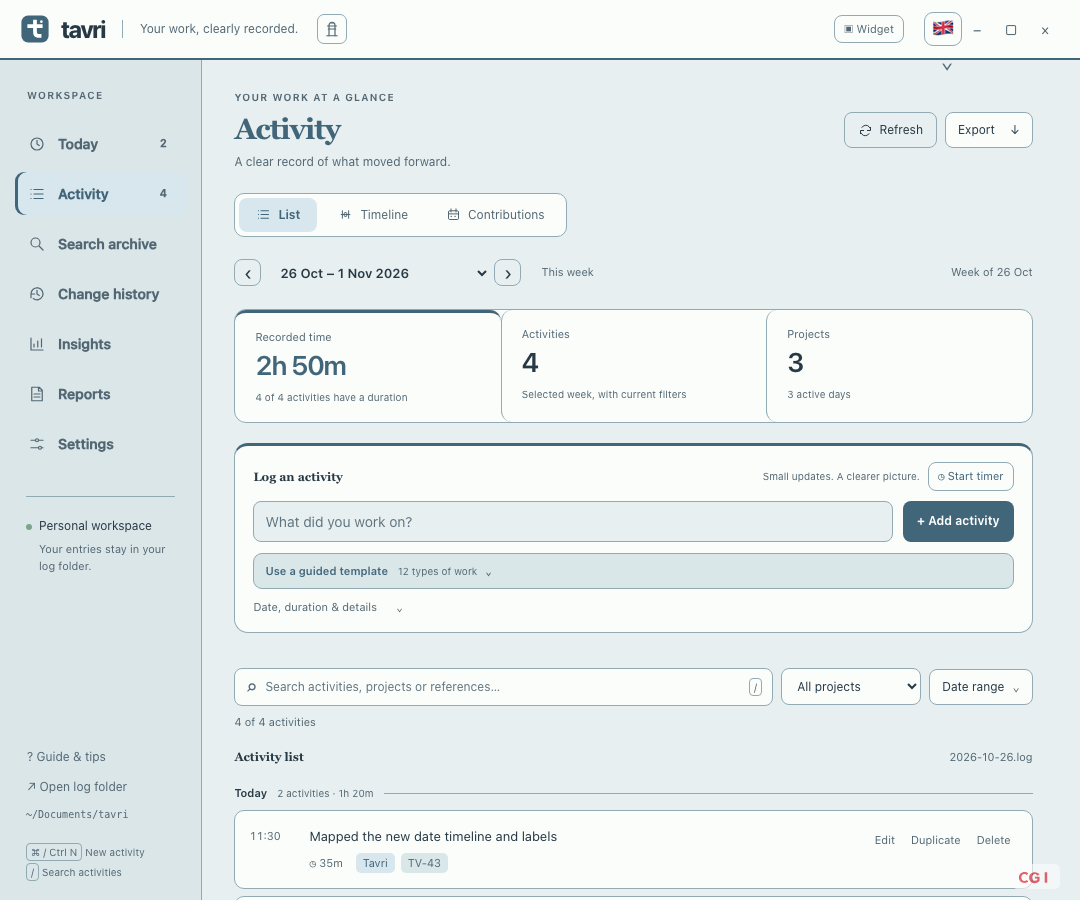 tavri
Your work, clearly recorded.
Widget
WORKSPACE
Today 2
Activity 4
Search archive
Change history
Insights
Reports
Settings
Personal workspace
Your entries stay in your
log folder.
? Guide & tips
↗ Open log folder
~/Documents/tavri
⌘ / Ctrl N New activity
/ Search activities
YOUR WORK AT A GLANCE
Activity
A clear record of what moved forward.
Refresh
Export ↓
List
Timeline
Contributions
‹ 26 Oct – 1 Nov 2026 › This week
Week of 26 Oct
Recorded time
2h 50m
4 of 4 activities have a duration
Activities
4
Selected week, with current filters
Projects
3
3 active days
Log an activity
Small updates. A clearer picture.
Start timer
What did you work on?
+ Add activity
Use a guided template 12 types of work
Date, duration & details
Search activities, projects or references... /
All projects
Date range
4 of 4 activities
Activity list
2026-10-26.log
Today 2 activities · 1h 20m
11:30 Mapped the new date timeline and labels
Edit Duplicate Delete
35m Tavri TV-43
CGI